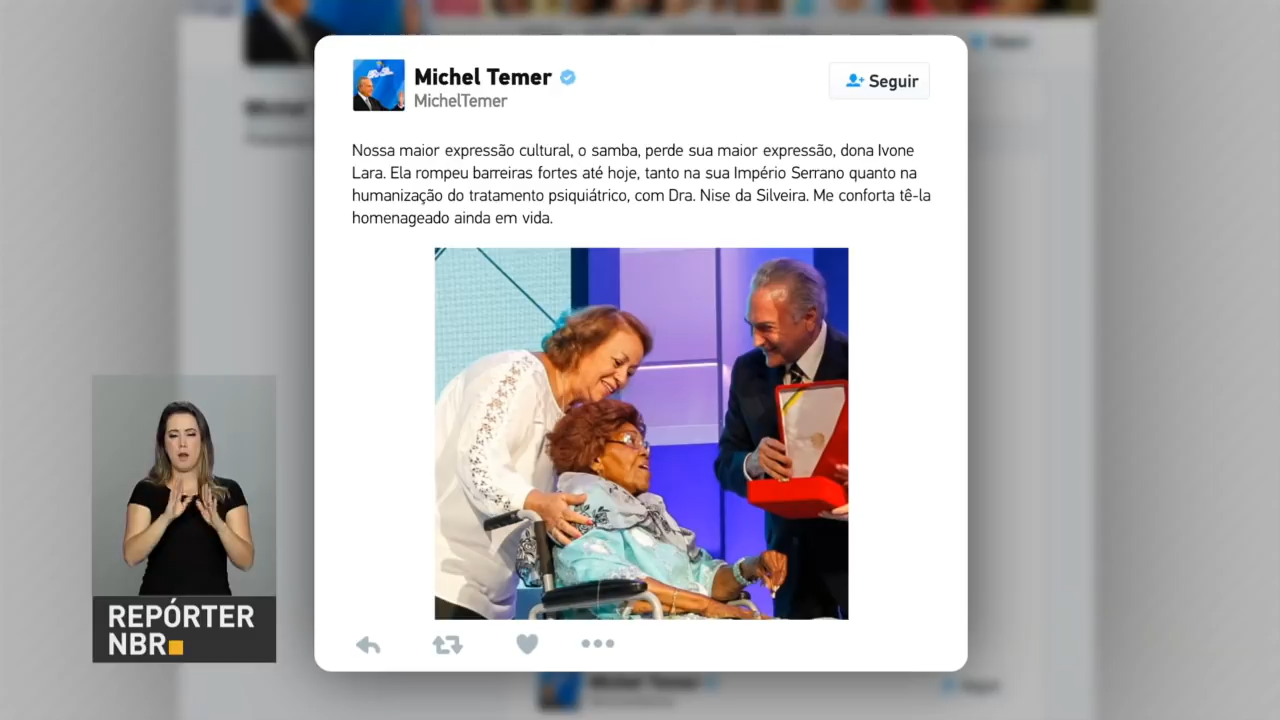 Michel Temer
MichelTemer
Seguir
Nossa maior expressão cultural, o samba, perde sua maior expressão, dona Ivone
Lara. Ela rompeu barreiras fortes até hoje, tanto na sua Império Serrano quanto na
humanização do tratamento psiquiátrico, com Dra. Nise da Silveira. Me conforta tê-la
homenageado ainda em vida.
REPÓRTER
NBR